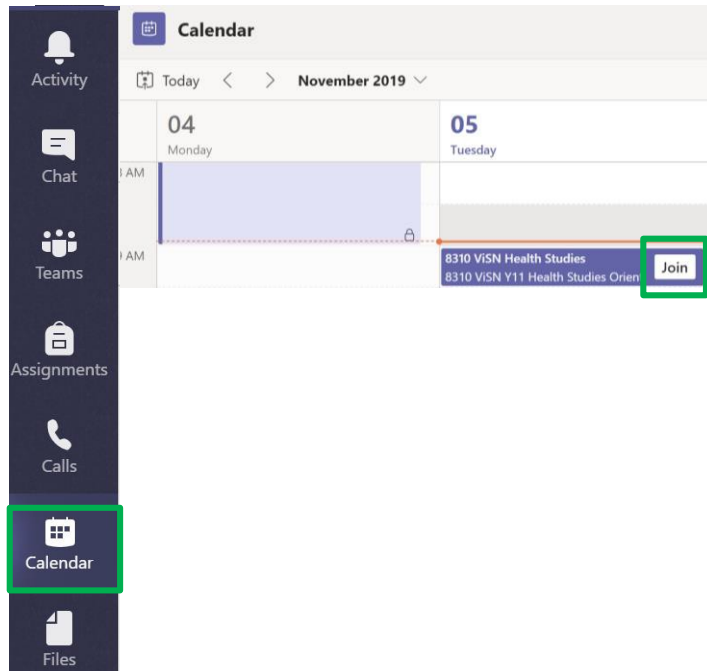 Activity
Chat
Teams
Assignments
Calls
Calendar
Files
Calendar
Today < > November 2019
04
Monday
05
Tuesday
AM
AM
8310 ViSN Health Studies
8310 ViSN Y11 Health Studies Orien
Join